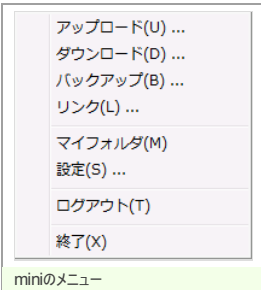 アップロード(U) ...
ダウンロード(D) ...
バックアップ(B) ...
リンク(L) ...
マイフォルダ(M)
設定(S) ...
ログアウト(T)
終了(X)
miniのメニュー